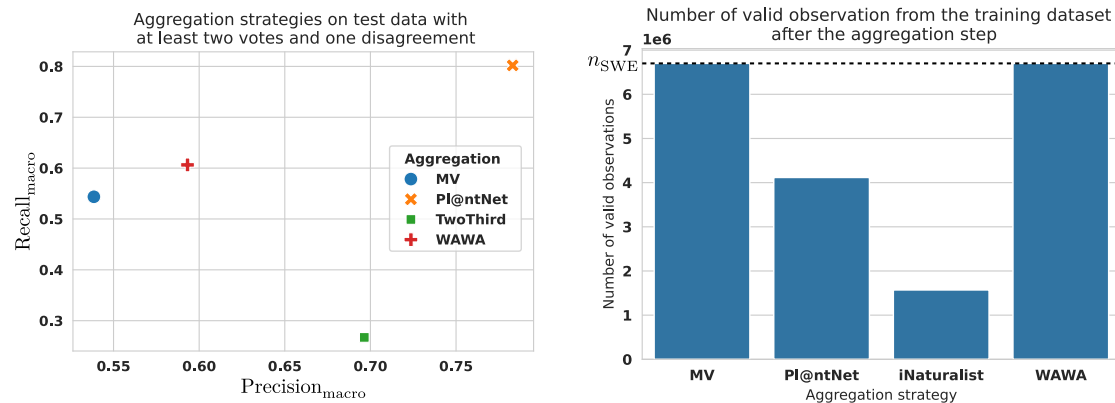 Aggregation strategies on test data with
at least two votes and one disagreement
0.8
0.7
0.6
0.5
0.4
0.3
Recall_macro
0.55
0.60
0.65
0.70
0.75
Precision_macro
Aggregation
MV
Pl@ntNet
TwoThird
WAWA
Number of valid observation from the training dataset
after the aggregation step
1e6
7
n_SWE
6
5
4
3
2
1
0
Number of valid observations
MV
Pl@ntNet
iNaturalist
WAWA
Aggregation strategy